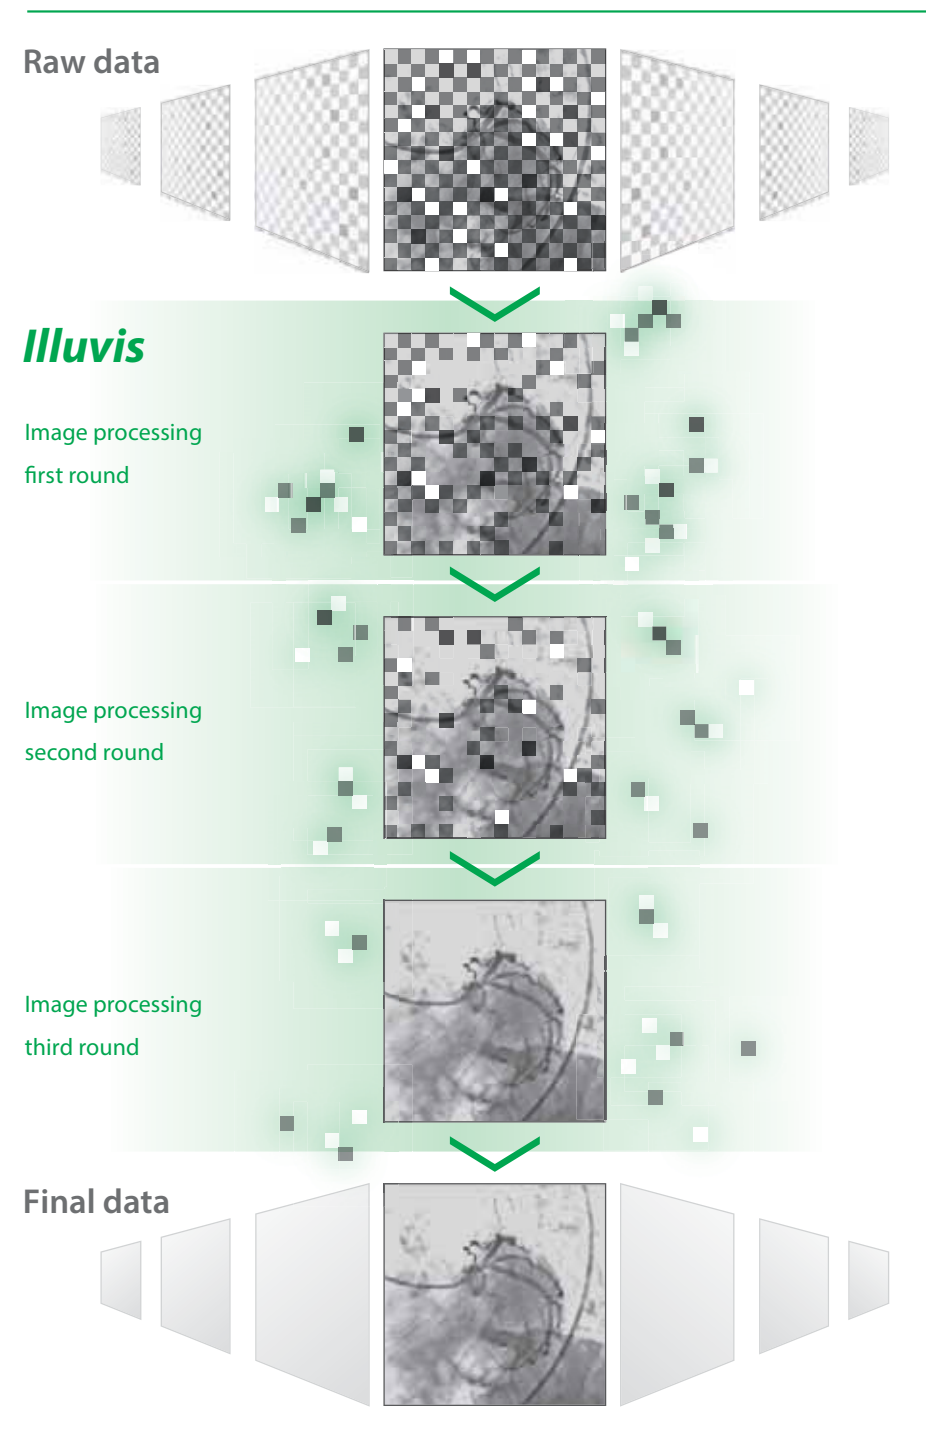 Raw data
Illuvis
Image processing
first round
Image processing
second round
Image processing
third round
Final data